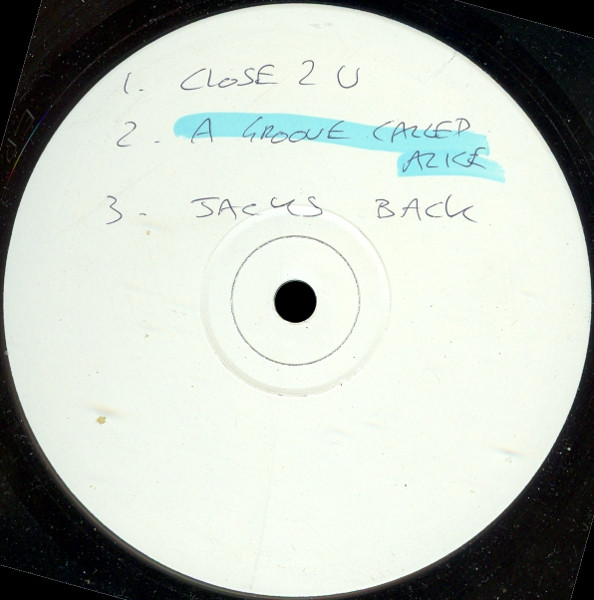 1. CLOSE 2 U
2. A GROOVE CALLED
ALICE
3- JACKS BACK